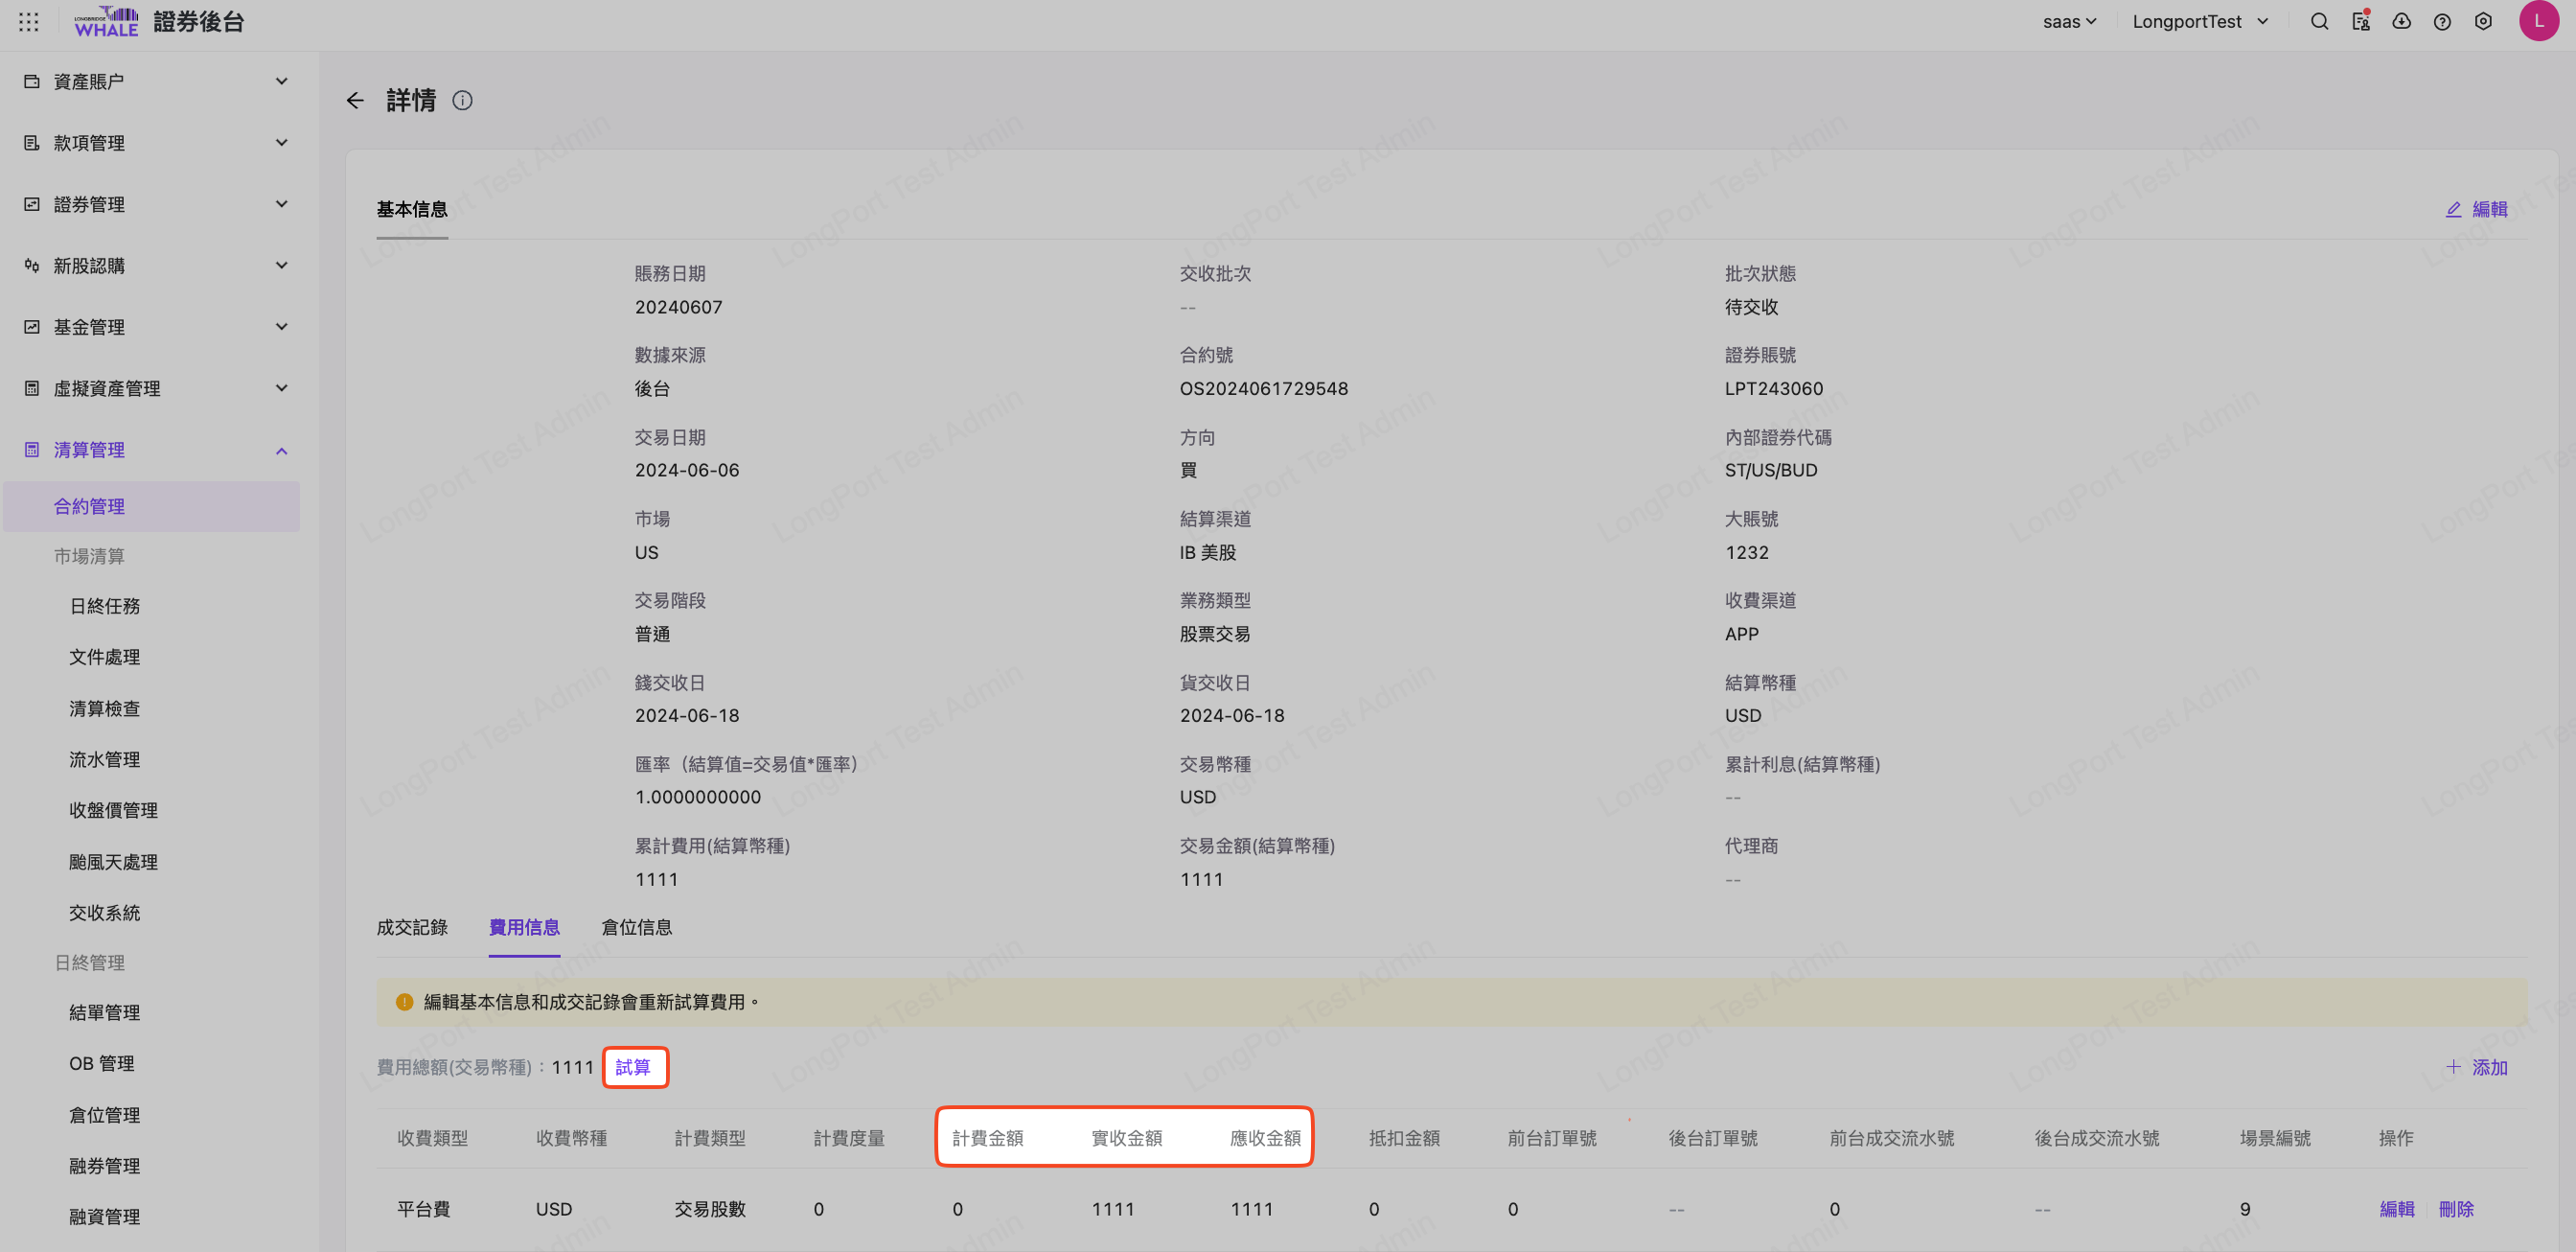 LONGBRIDGE
WHALE 證券後台
saas LongportTest L
資產賬户
款項管理
證券管理
新股認購
基金管理
虛擬資產管理
清算管理
合約管理
市場清算
日終任務
文件處理
清算檢查
流水管理
收盤價管理
颱風天處理
交收系統
日終管理
結單管理
OB 管理
倉位管理
融券管理
融資管理
詳情
基本信息 編輯
賬務日期 交收批次 批次狀態
20240607 -- 待交收
數據來源 合約號 證券賬號
後台 OS2024061729548 LPT243060
交易日期 方向 內部證券代碼
2024-06-06 買 ST/US/BUD
市場 結算渠道 大賬號
US IB 美股 1232
交易階段 業務類型 收費渠道
普通 股票交易 APP
錢交收日 貨交收日 結算幣種
2024-06-18 2024-06-18 USD
匯率（結算值=交易值*匯率） 交易幣種 累計利息(結算幣種)
1.0000000000 USD --
累計費用(結算幣種) 交易金額(結算幣種) 代理商
1111 1111 --
成交記錄 費用信息 倉位信息
編輯基本信息和成交記錄會重新試算費用。
費用總額(交易幣種)：1111 試算 + 添加
收費類型 收費幣種 計費類型 計費度量 計費金額 實收金額 應收金額 抵扣金額 前台訂單號 後台訂單號 前台成交流水號 後台成交流水號 場景編號 操作
平台費 USD 交易股數 0 0 1111 1111 0 0 -- 0 -- 9 編輯 刪除
LongPort Test Admin